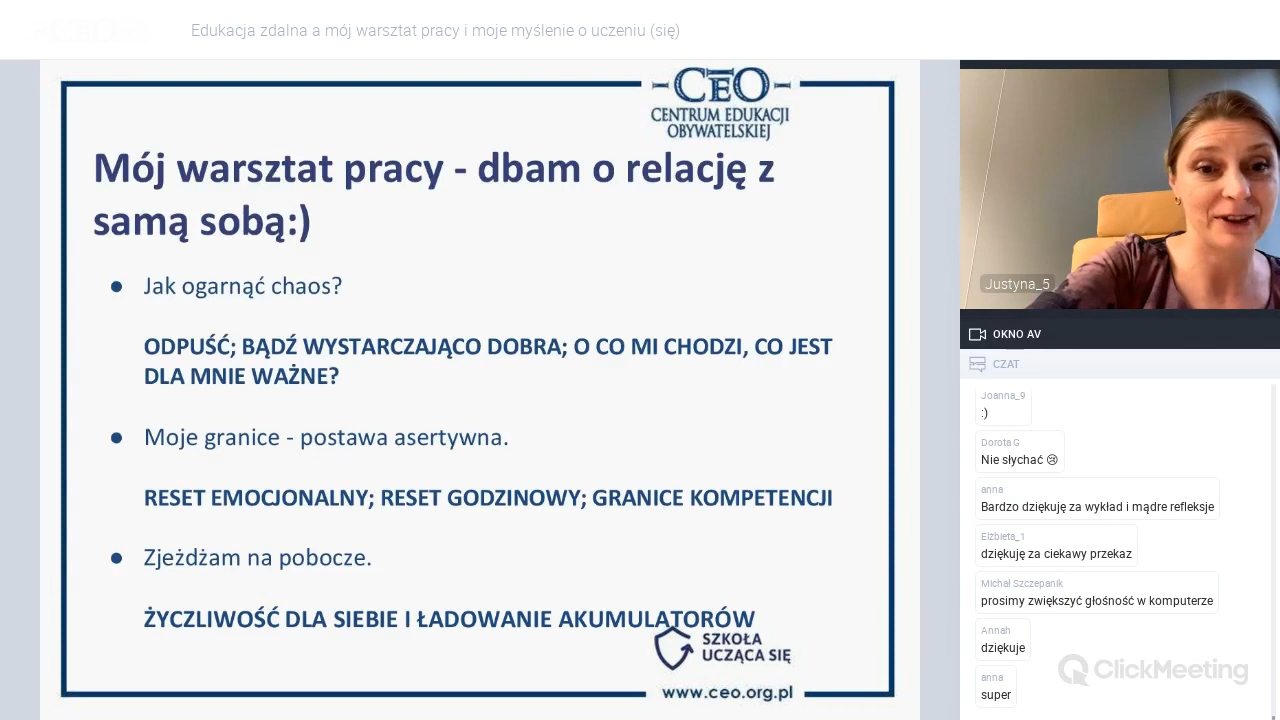 Edukacja zdalna a mój warsztat pracy i moje myślenie o uczeniu (się)
CEO
CENTRUM EDUKACJI
OBYWATELSKIEJ
Mój warsztat pracy - dbam o relację z
samą sobą:)
● Jak ogarnąć chaos?
ODPUŚĆ; BĄDŹ WYSTARCZAJĄCO DOBRA; O CO MI CHODZI, CO JEST
DLA MNIE WAŻNE?
● Moje granice - postawa asertywna.
RESET EMOCJONALNY; RESET GODZINOWY; GRANICE KOMPETENCJI
● Zjeżdżam na pobocze.
ŻYCZLIWOŚĆ DLA SIEBIE I ŁADOWANIE AKUMULATORÓW
SZKOŁA
UCZĄCA SIĘ
www.ceo.org.pl
Justyna_5
OKNO AV
CZAT
Joanna_9
:)
Dorota G
Nie słychać 😢
anna
Bardzo dziękuję za wykład i mądre refleksje
Elżbieta_1
dziękuję za ciekawy przekaz
Michał Szczepanik
prosimy zwiększyć głośność w komputerze
Annah
dziękuje
anna
super
ClickMeeting